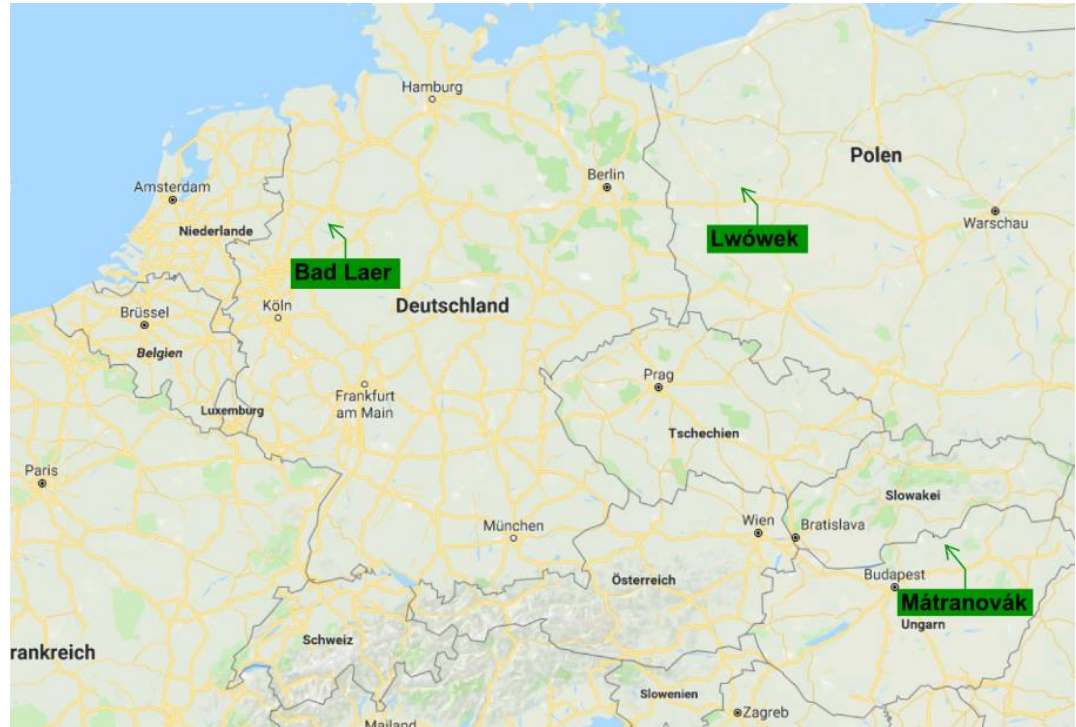 Hamburg
Polen
Berlin
Amsterdam
Warschau
Niederlande
Lwówek
Bad Laer
Deutschland
Köln
Brüssel
Belgien
Prag
Frankfurt
am Main
Luxemburg
Tschechien
Paris
Slowakei
München
Wien
Bratislava
Budapest
Österreich
Mátranovák
Ungarn
Schweiz
rankreich
Slowenien
Zagreb
Mailand